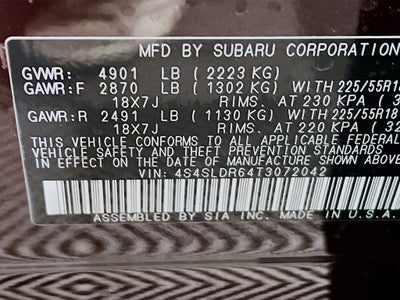 MFD BY SUBARU CORPORATION
GVWR: 4901 LB (2223 KG)
GAWR:F 2870 LB (1302 KG) WITH 225/55R18
18X7J RIMS, AT 230 KPA (3
GAWR:R 2491 LB (1130 KG) WITH 225/55R18
18X7J RIMS, AT 220 KPA (32
THIS VEHICLE CONFORMS TO ALL APPLICABLE FEDERAL
VEHICLE SAFETY AND THEFT PREVENTION STANDARDS
IN EFFECT ON THE DATE OF MANUFACTURE SHOWN ABOVE
VIN: 4S4SLDR64T3072042
ASSEMBLED BY SIA INC. MADE IN U.S.A.